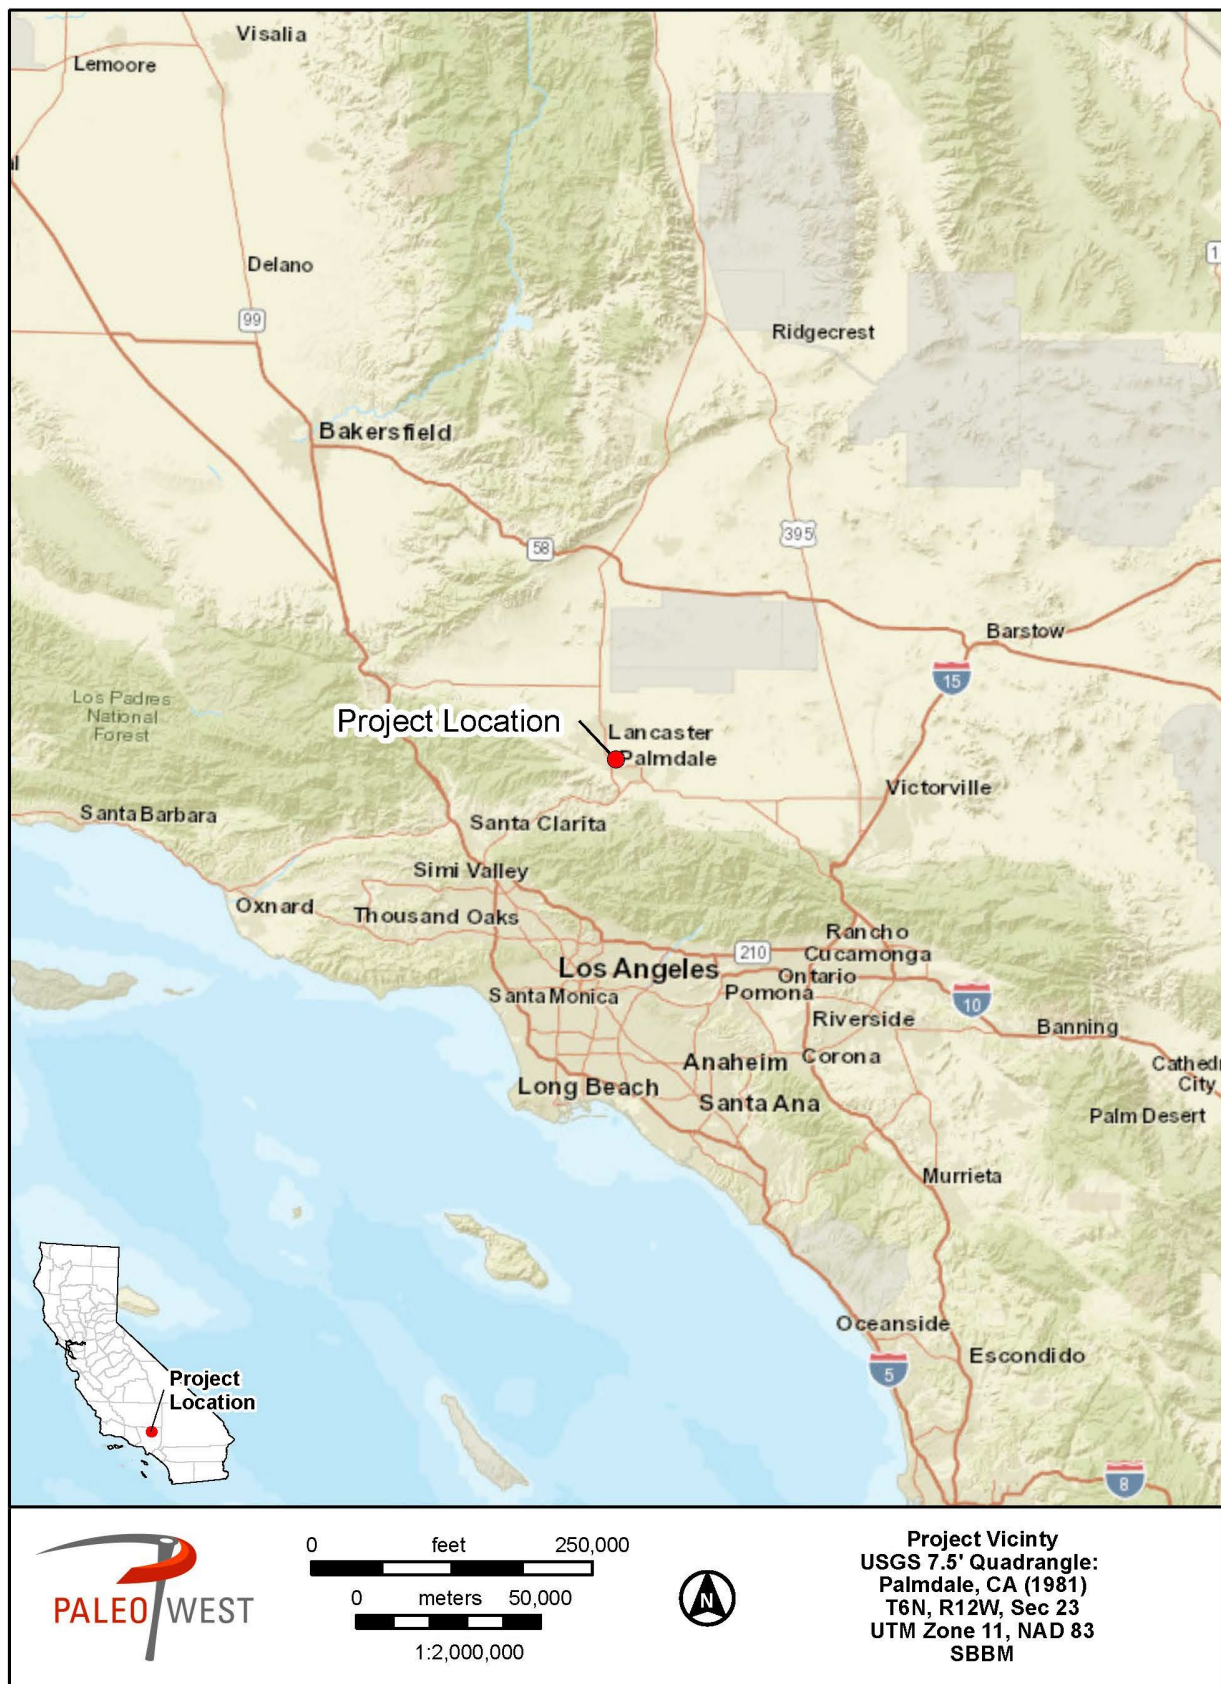 Visalia
Lemoore
Delano
99
Ridgecrest
Bakersfield
58
395
Barstow
15
Los Padres
National
Forest
Project Location
Lancaster
Palmdale
Victorville
Santa Barbara
Santa Clarita
Simi Valley
Oxnard
Thousand Oaks
Rancho
Cucamonga
210
Los Angeles
Ontario
Santa Monica
Pomona
10
Riverside
Banning
Anaheim
Corona
Cathed
City
Long Beach
Santa Ana
Palm Desert
Murrieta
Oceanside
Escondido
5
8
Project
Location
PALEO WEST
0 feet 250,000
0 meters 50,000
1:2,000,000
N
Project Vicinty
USGS 7.5' Quadrangle:
Palmdale, CA (1981)
T6N, R12W, Sec 23
UTM Zone 11, NAD 83
SBBM